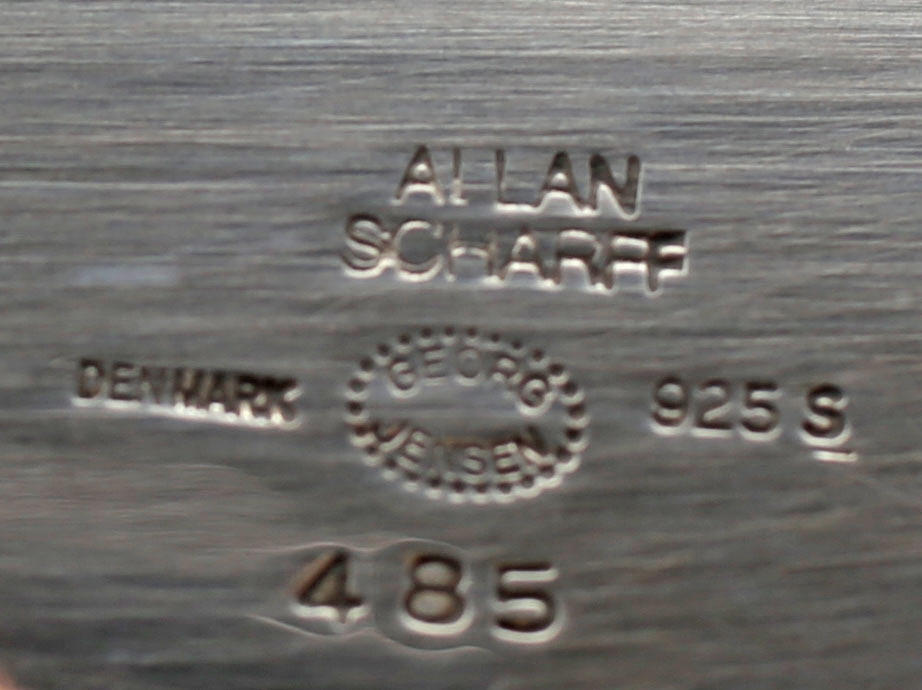 ALLAN
SCHARFF
DENMARK GEORG JENSEN 925 S
485